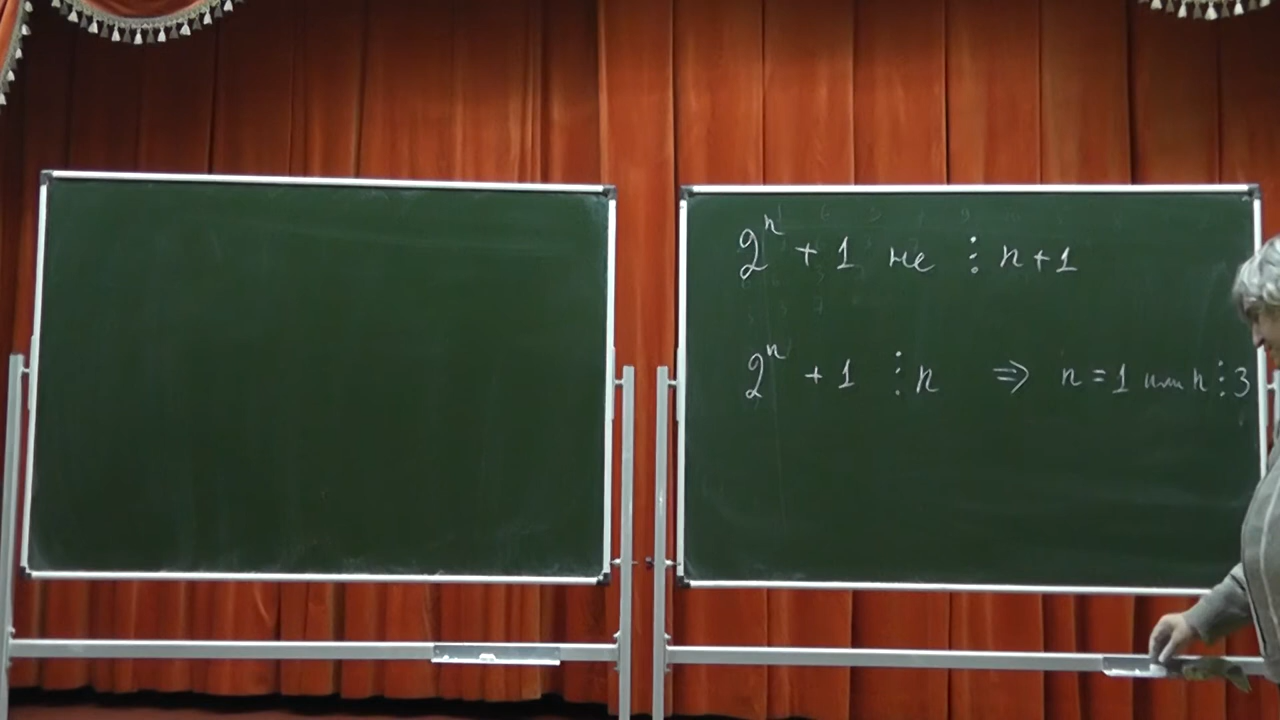 2ⁿ + 1 не ⋮ n+1
2ⁿ + 1 ⋮ n ⇒ n = 1 или n ⋮ 3